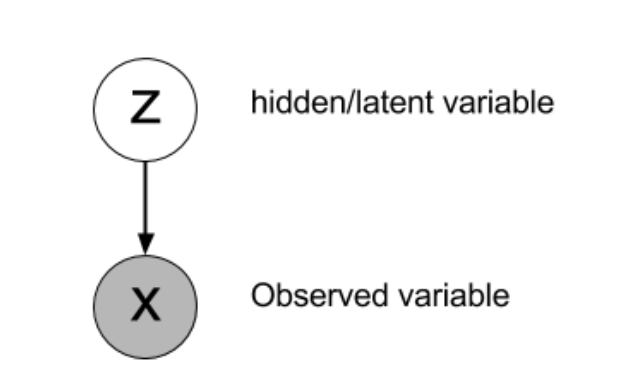 Z hidden/latent variable
X Observed variable